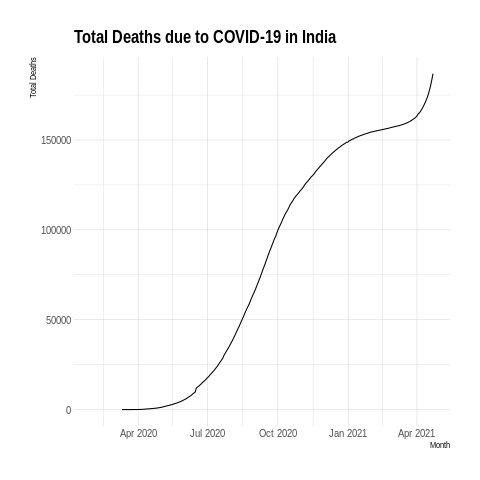 Total Deaths due to COVID-19 in India
Total Deaths
150000
100000
50000
0
Apr 2020 Jul 2020 Oct 2020 Jan 2021 Apr 2021
Month